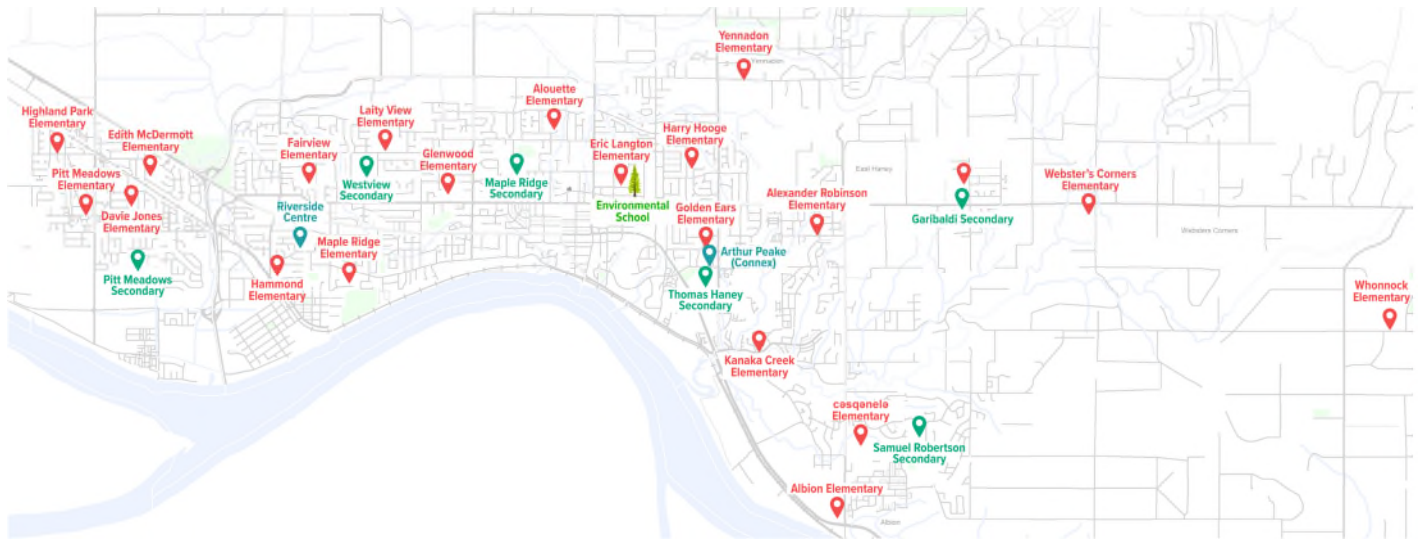 Yennadon
Elementary
Yennadon
Alouette
Elementary
Highland Park
Elementary
Laity View
Elementary
Edith McDermott
Elementary
Harry Hooge
Elementary
Fairview
Elementary
Eric Langton
Elementary
Glenwood
Elementary
East Haney
Pitt Meadows
Elementary
Webster's Corners
Elementary
Westview
Secondary
Maple Ridge
Secondary
Alexander Robinson
Elementary
Environmental
School
Riverside
Centre
Golden Ears
Elementary
Davie Jones
Elementary
Garibaldi Secondary
Websters Corners
Maple Ridge
Elementary
Arthur Peake
(Connex)
Pitt Meadows
Secondary
Hammond
Elementary
Whonnock
Elementary
Thomas Haney
Secondary
Kanaka Creek
Elementary
c̓əsqənelə
Elementary
Samuel Robertson
Secondary
Albion Elementary
Albion